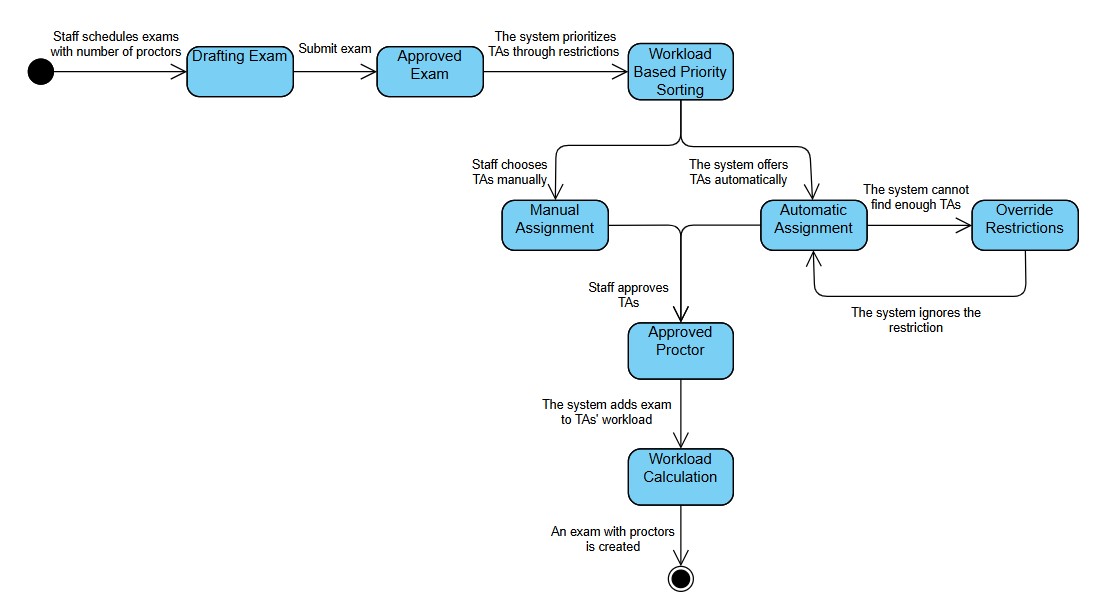 Staff schedules exams
with number of proctors
Drafting Exam
Submit exam
Approved
Exam
The system prioritizes
TAs through restrictions
Workload
Based Priority
Sorting
Staff chooses
TAs manually
The system offers
TAs automatically
Manual
Assignment
Automatic
Assignment
The system cannot
find enough TAs
Override
Restrictions
The system ignores the
restriction
Staff approves
TAs
Approved
Proctor
The system adds exam
to TAs' workload
Workload
Calculation
An exam with proctors
is created